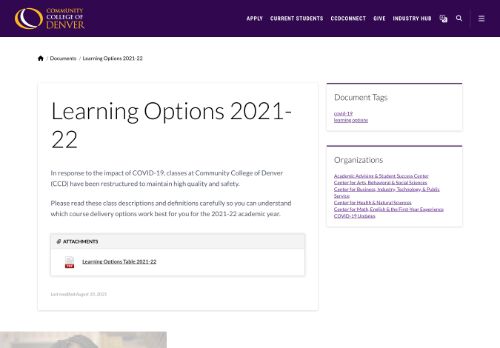 COMMUNITY
COLLEGE OF
DENVER
APPLY CURRENT STUDENTS CCDCONNECT GIVE INDUSTRY HUB
/ Documents / Learning Options 2021-22
Learning Options 2021-
22
In response to the impact of COVID-19, classes at Community College of Denver
(CCD) have been restructured to maintain high quality and safety.
Please read these class descriptions and definitions carefully so you can understand
which course delivery options work best for you for the 2021-22 academic year.
ATTACHMENTS
Learning Options Table 2021-22
Last modified August 10, 2021
Document Tags
covid-19
learning options
Organizations
Academic Advising & Student Success Center
Center for Arts, Behavioral & Social Sciences
Center for Business, Industry, Technology & Public
Service
Center for Health & Natural Sciences
Center for Math, English & the First-Year Experience
COVID-19 Updates